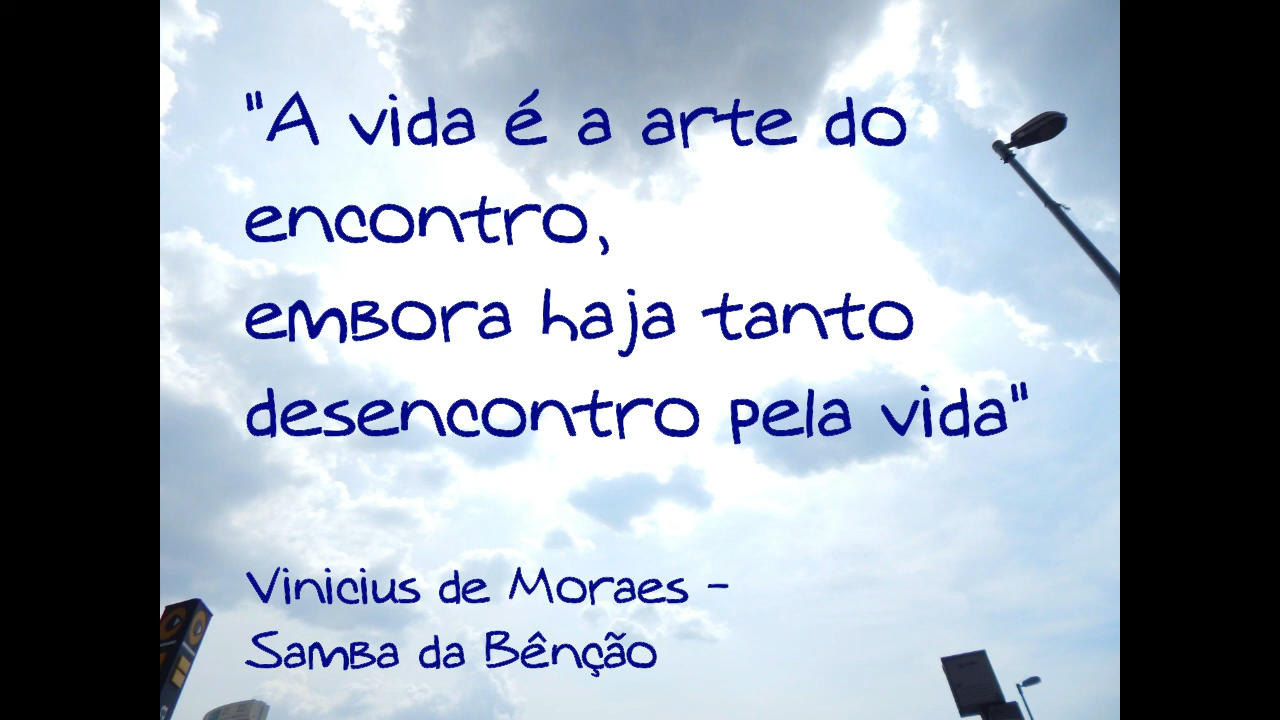 "A vida é a arte do
encontro,
embora haja tanto
desencontro pela vida"
Vinicius de Moraes -
Samba da Bênção